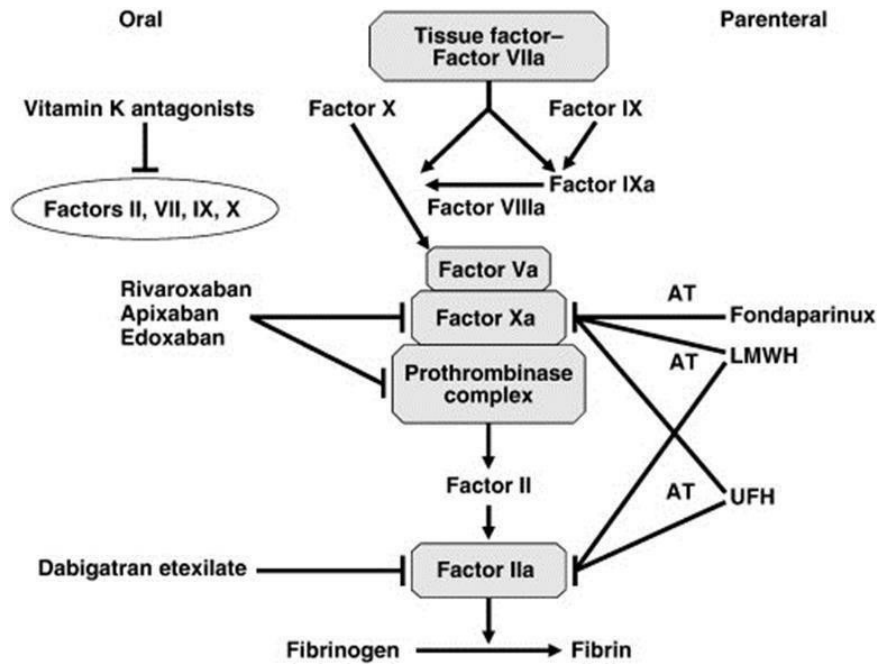 Oral
Parenteral
Tissue factor–
Factor VIIa
Vitamin K antagonists
Factor X
Factor IX
Factor IXa
Factor VIIIa
Factors II, VII, IX, X
Factor Va
Rivaroxaban
Apixaban
Edoxaban
Factor Xa
AT
Fondaparinux
AT
LMWH
Prothrombinase
complex
Factor II
AT
UFH
Dabigatran etexilate
Factor IIa
Fibrinogen
Fibrin